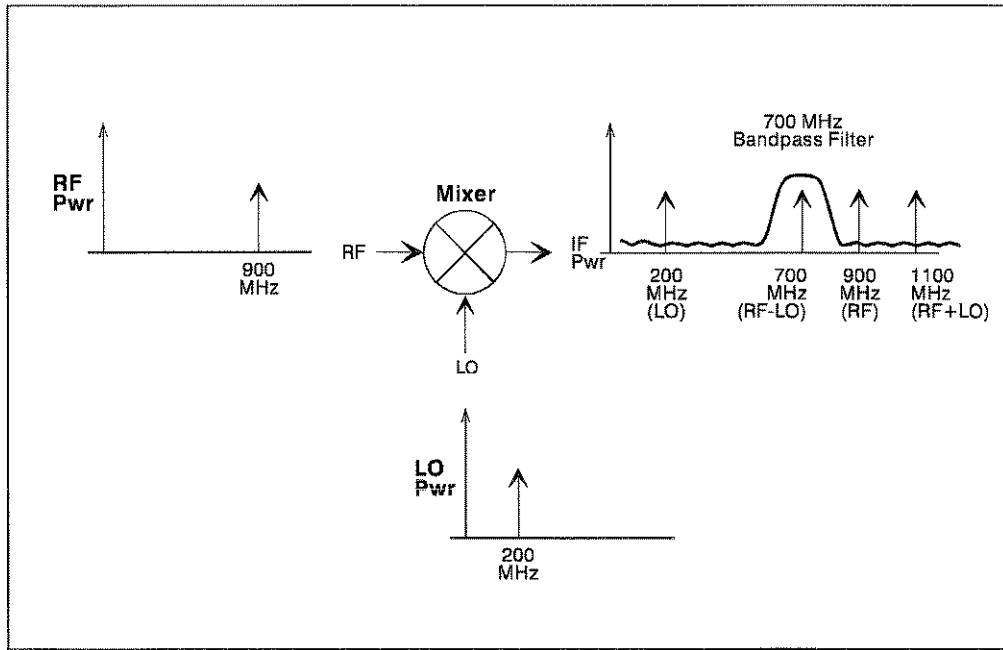 RF
Pwr
900
MHz
Mixer
RF
LO
LO
Pwr
200
MHz
700 MHz
Bandpass Filter
IF
Pwr
200
MHz
(LO)
700
MHz
(RF-LO)
900
MHz
(RF)
1100
MHz
(RF+LO)